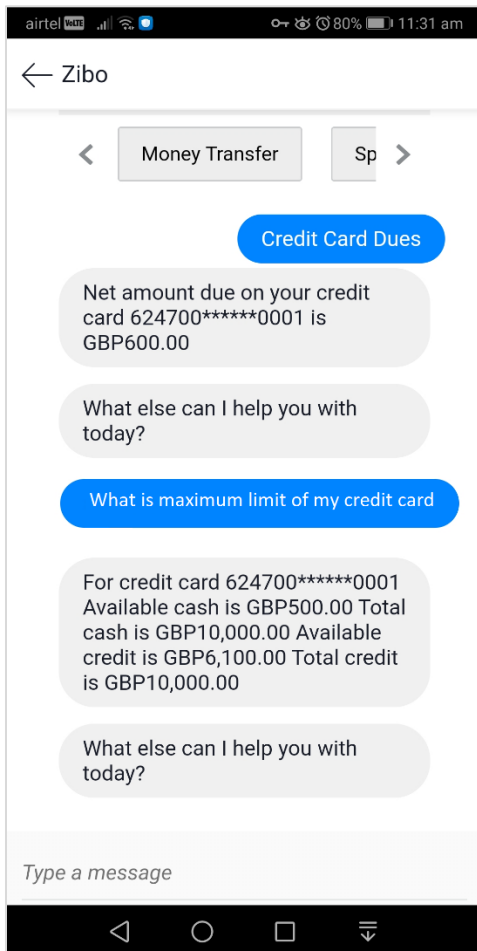 airtel VoLTE 80% 11:31 am
Zibo
Money Transfer Sp
Credit Card Dues
Net amount due on your credit
card 624700******0001 is
GBP600.00
What else can I help you with
today?
What is maximum limit of my credit card
For credit card 624700******0001
Available cash is GBP500.00 Total
cash is GBP10,000.00 Available
credit is GBP6,100.00 Total credit
is GBP10,000.00
What else can I help you with
today?
Type a message